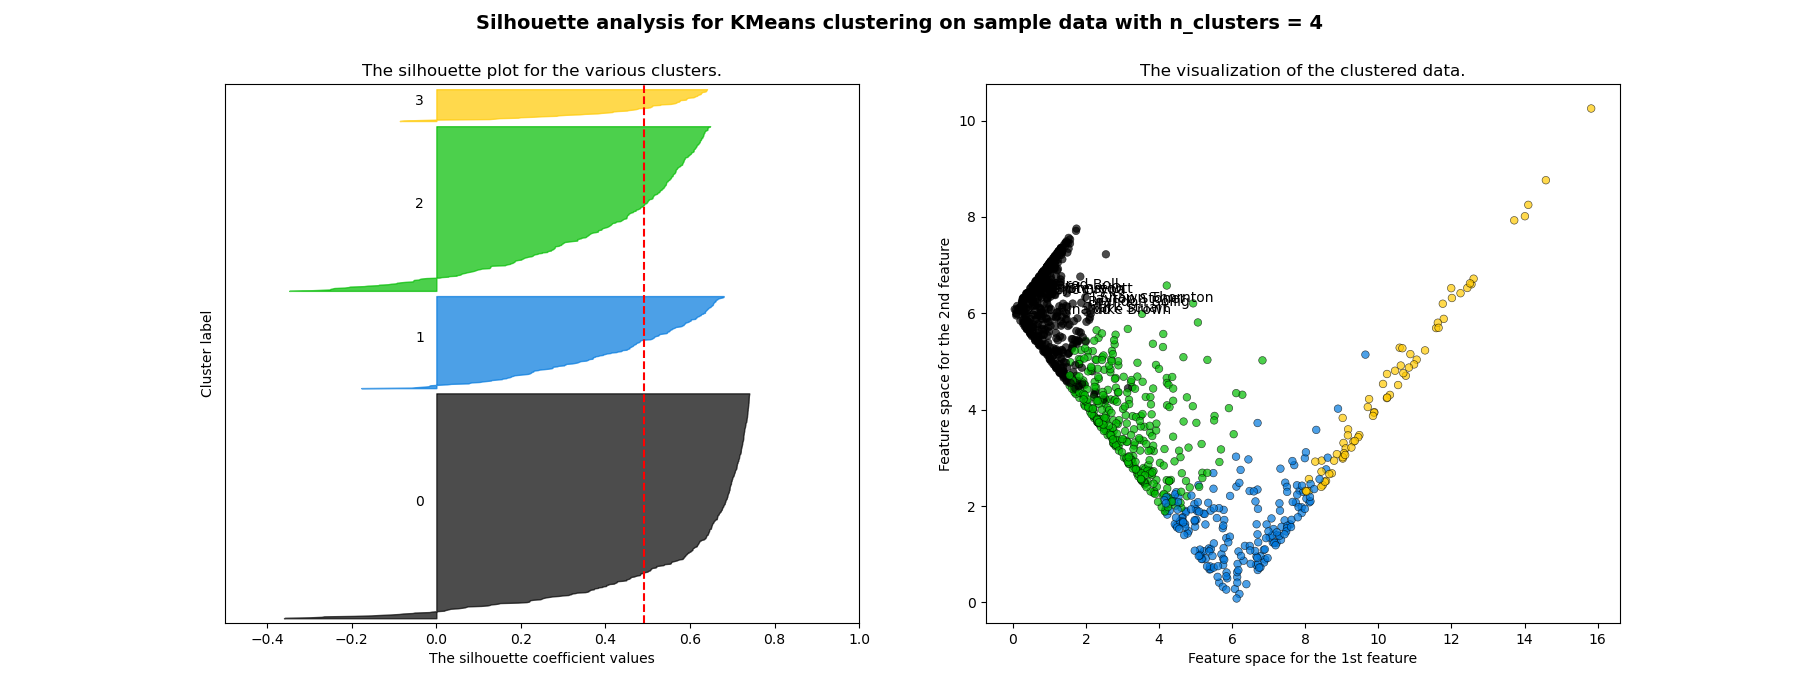 Silhouette analysis for KMeans clustering on sample data with n_clusters = 4
The silhouette plot for the various clusters.
3
2
1
0
Cluster label
−0.4 −0.2 0.0 0.2 0.4 0.6 0.8 1.0
The silhouette coefficient values
The visualization of the clustered data.
10
8
6
4
2
0
Feature space for the 2nd feature
Thornton
Brown
0 2 4 6 8 10 12 14 16
Feature space for the 1st feature